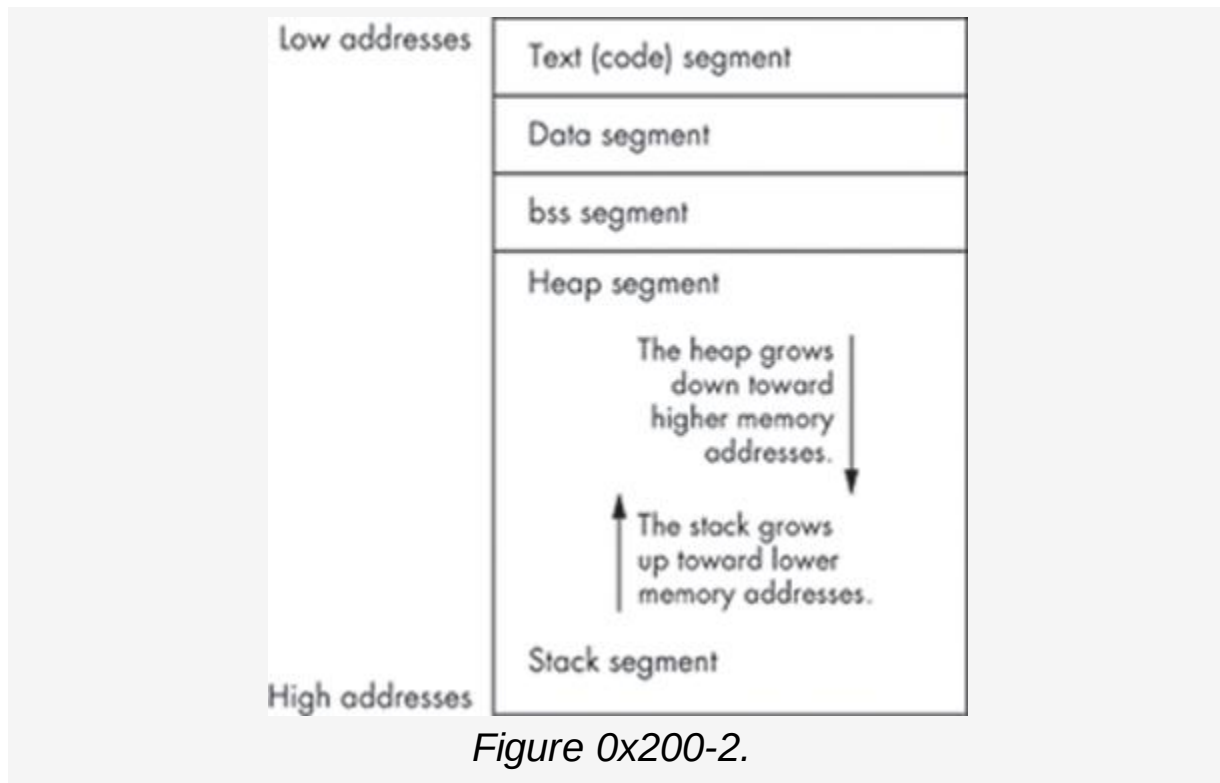 Low addresses
Text (code) segment
Data segment
bss segment
Heap segment
The heap grows
down toward
higher memory
addresses.
The stack grows
up toward lower
memory addresses.
Stack segment
High addresses
Figure 0x200-2.